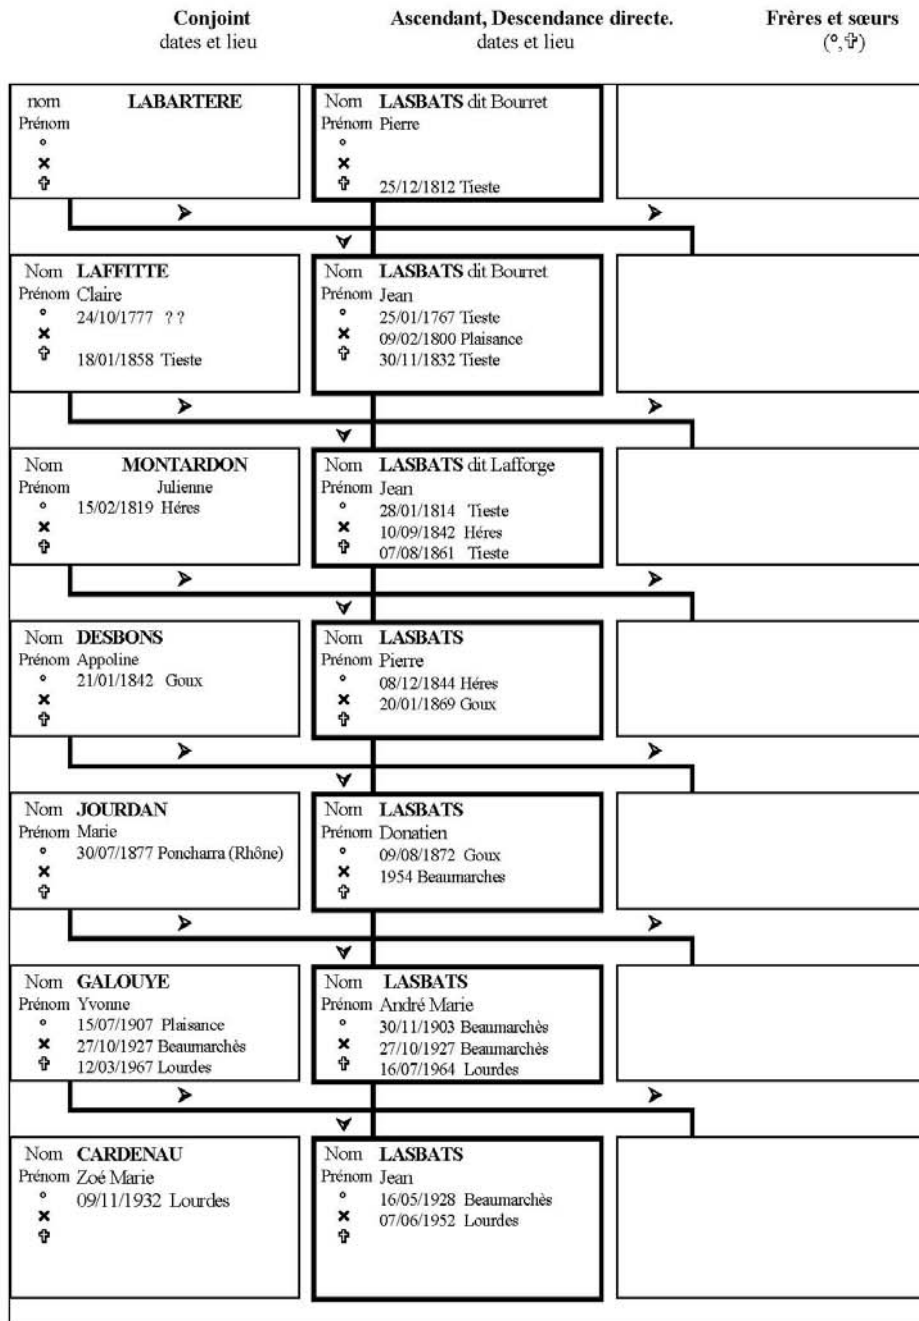 Conjoint
dates et lieu
Ascendant, Descendance directe.
dates et lieu
Frères et sœurs
(°,✞)
nom LABARTERE
Prénom
°
×
✞
Nom LASBATS dit Bourret
Prénom Pierre
°
×
✞ 25/12/1812 Tieste
Nom LAFFITTE
Prénom Claire
° 24/10/1777 ??
×
✞ 18/01/1858 Tieste
Nom LASBATS dit Bourret
Prénom Jean
° 25/01/1767 Tieste
× 09/02/1800 Plaisance
✞ 30/11/1832 Tieste
Nom MONTARDON
Prénom Julienne
° 15/02/1819 Héres
×
✞
Nom LASBATS dit Lafforge
Prénom Jean
° 28/01/1814 Tieste
× 10/09/1842 Héres
✞ 07/08/1861 Tieste
Nom DESBONS
Prénom Appoline
° 21/01/1842 Goux
×
✞
Nom LASBATS
Prénom Pierre
° 08/12/1844 Héres
× 20/01/1869 Goux
✞
Nom JOURDAN
Prénom Marie
° 30/07/1877 Poncharra (Rhône)
×
✞
Nom LASBATS
Prénom Donatien
° 09/08/1872 Goux
× 1954 Beaumarches
✞
Nom GALOUYE
Prénom Yvonne
° 15/07/1907 Plaisance
× 27/10/1927 Beaumarchès
✞ 12/03/1967 Lourdes
Nom LASBATS
Prénom André Marie
° 30/11/1903 Beaumarchès
× 27/10/1927 Beaumarchès
✞ 16/07/1964 Lourdes
Nom CARDENAU
Prénom Zoé Marie
° 09/11/1932 Lourdes
×
✞
Nom LASBATS
Prénom Jean
° 16/05/1928 Beaumarchès
× 07/06/1952 Lourdes
✞